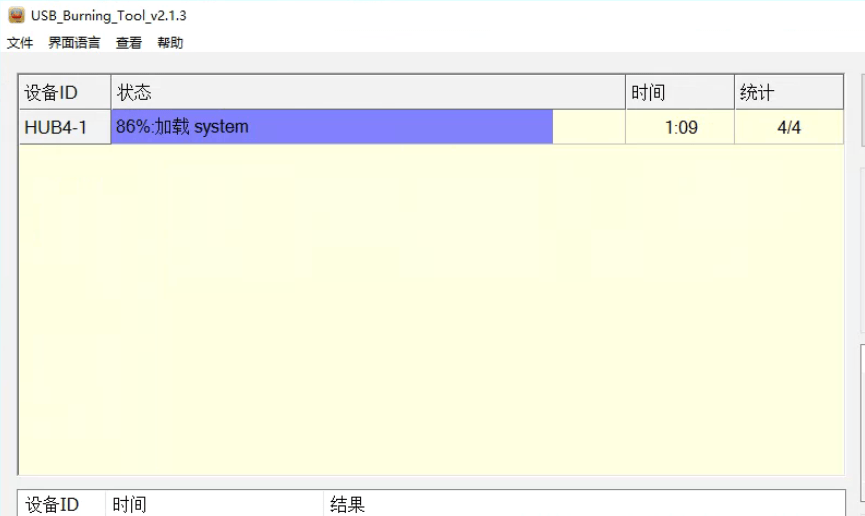 USB_Burning_Tool_v2.1.3
文件 界面语言 查看 帮助
设备ID 状态 时间 统计
HUB4-1 86%:加载 system 1:09 4/4
设备ID 时间 结果